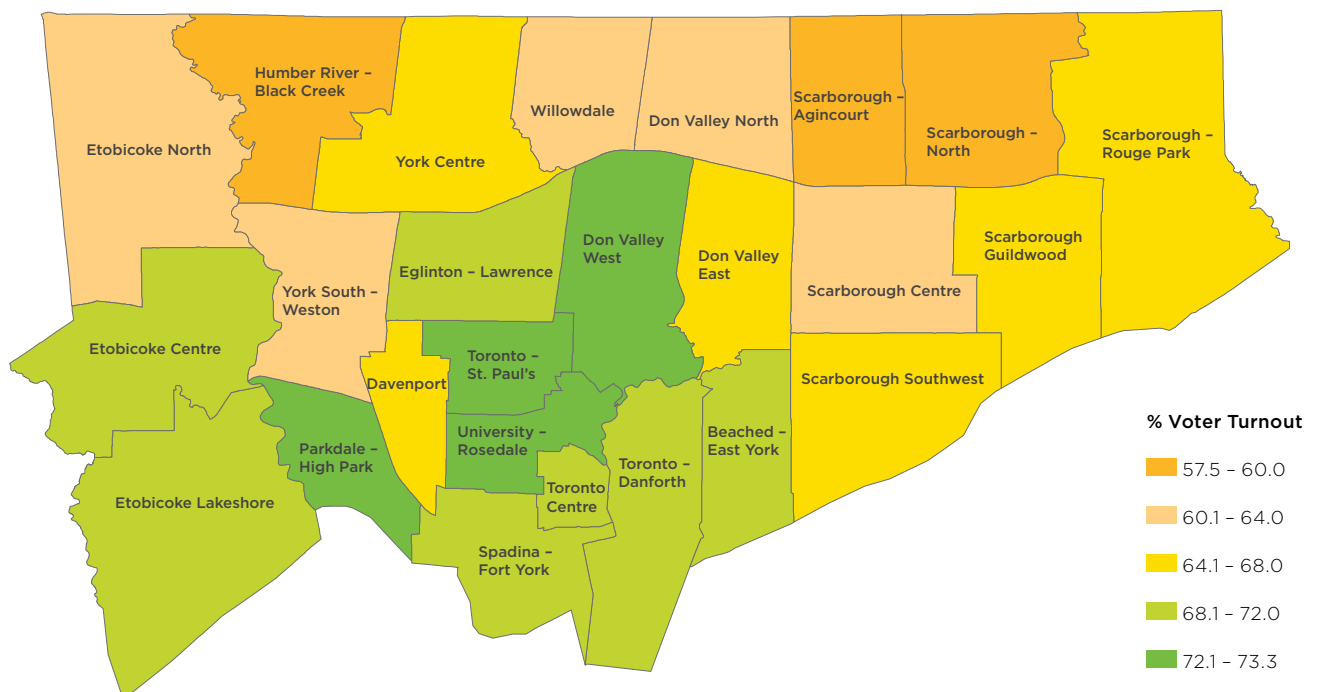 Humber River –
Black Creek
Etobicoke North
York Centre
Willowdale
Don Valley North
Scarborough –
Agincourt
Scarborough –
North
Scarborough –
Rouge Park
Etobicoke Centre
York South –
Weston
Eglinton – Lawrence
Don Valley
West
Don Valley
East
Scarborough
Guildwood
Scarborough Centre
Davenport
Toronto –
St. Paul's
Scarborough Southwest
Etobicoke Lakeshore
Parkdale –
High Park
University –
Rosedale
Toronto
Centre
Toronto –
Danforth
Beached –
East York
Spadina –
Fort York
% Voter Turnout
57.5 – 60.0
60.1 – 64.0
64.1 – 68.0
68.1 – 72.0
72.1 – 73.3